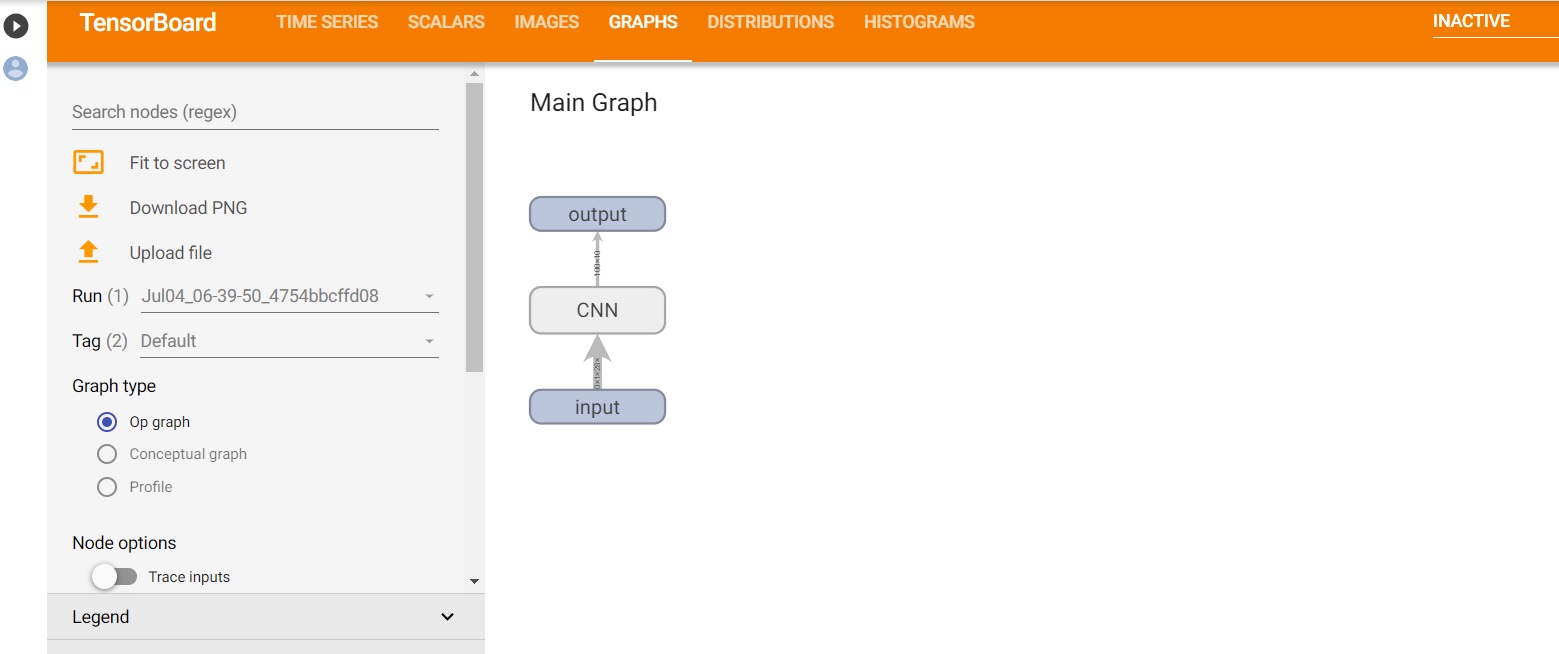 TensorBoard TIME SERIES SCALARS IMAGES GRAPHS DISTRIBUTIONS HISTOGRAMS INACTIVE
Search nodes (regex)
Fit to screen
Download PNG
Upload file
Run (1) Jul04_06-39-50_4754bbcffd08
Tag (2) Default
Graph type
Op graph
Conceptual graph
Profile
Node options
Trace inputs
Legend
Main Graph
output
100×10
CNN
input